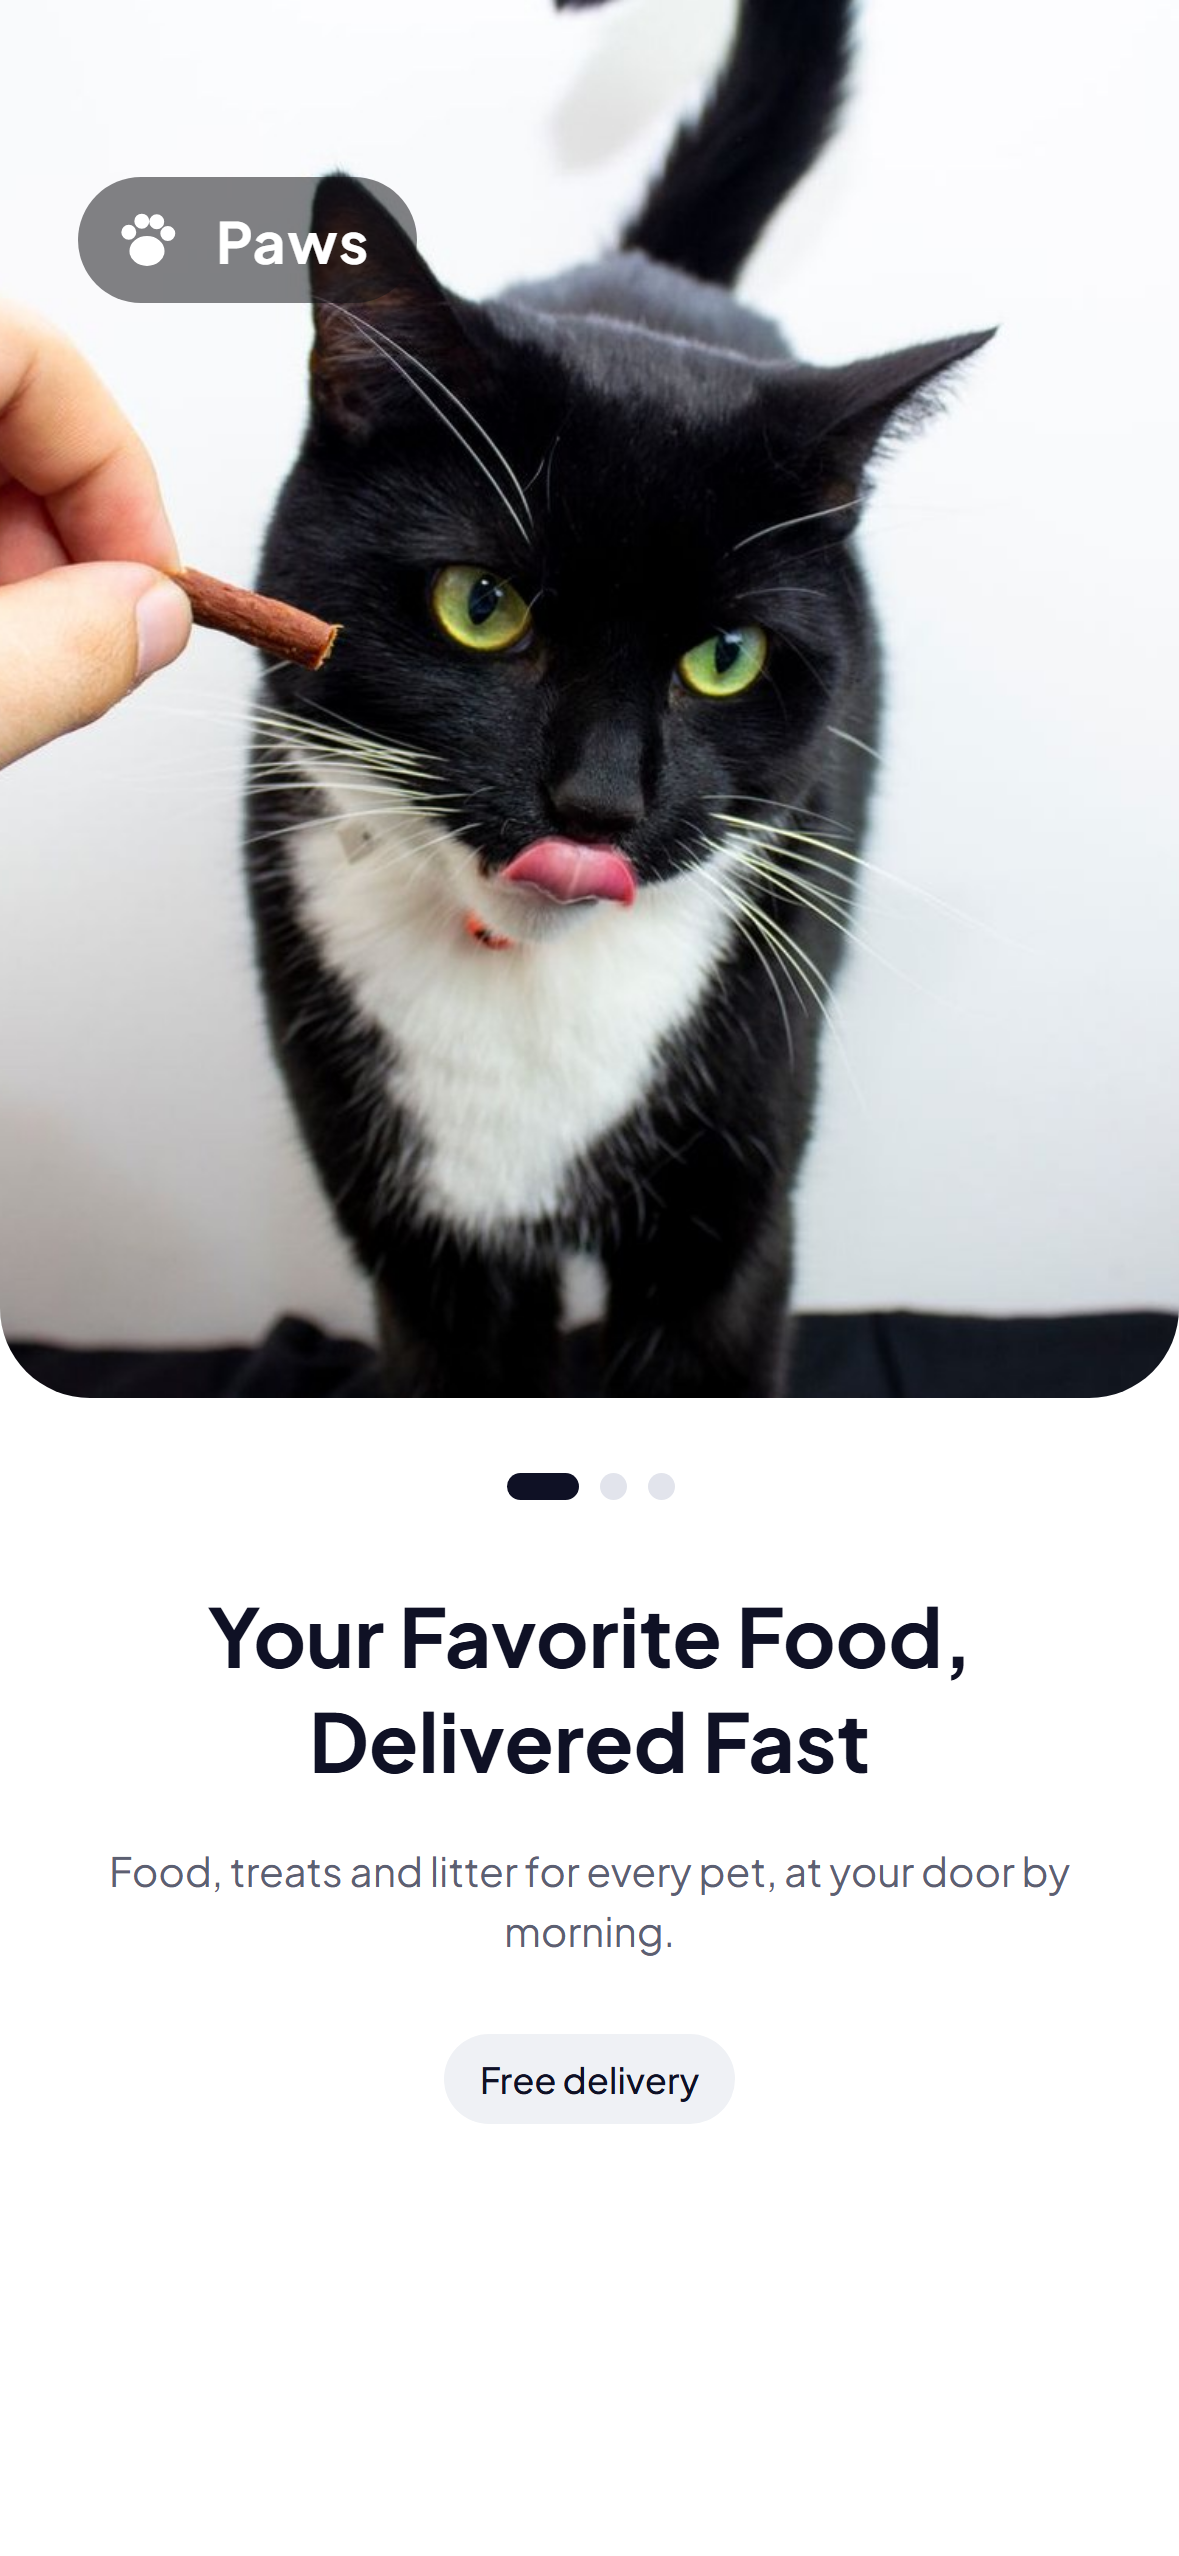 Paws
Your Favorite Food,
Delivered Fast
Food, treats and litter for every pet, at your door by
morning.
Free delivery